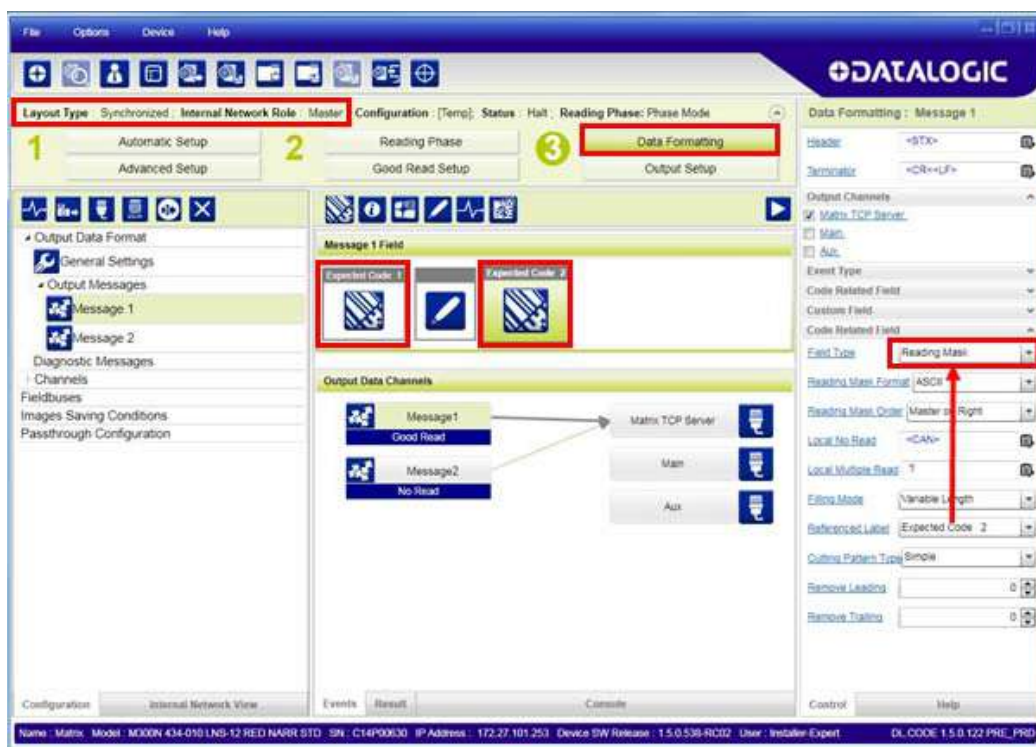 File Options Device Help
DATALOGIC
Layout Type : Synchronized ; Internal Network Role : Master ; Configuration : [Temp]; Status : Halt ; Reading Phase: Phase Mode
1 Automatic Setup
Advanced Setup
2 Reading Phase
Good Read Setup
3 Data Formatting
Output Setup
Output Data Format
General Settings
Output Messages
Message 1
Message 2
Diagnostic Messages
Channels
Fieldbuses
Images Saving Conditions
Passthrough Configuration
Configuration Internal Network View
Message 1 Field
Expected Code 1
Expected Code 2
Output Data Channels
Message1
Good Read
Message2
No Read
Matrix TCP Server
Main
Aux
Events Result Console
Data Formatting : Message 1
Header <STX>
Terminator <CR><LF>
Output Channels
Matrix TCP Server
Main
Aux
Event Type
Code Related Field
Custom Field
Code Related Field
Field Type Reading Mask
Reading Mask Format ASCII
Reading Mask Order Master on Right
Local No Read <CAN>
Local Multiple Read ?
Filling Mode Variable Length
Referenced Label Expected Code 2
Cutting Pattern Type Simple
Remove Leading 0
Remove Trailing 0
Control Help
Name : Matrix Model : M300N 434-010 LNS-12 RED NARR STD SN : C14P00630 IP Address : 172.27.101.253 Device SW Release : 1.5.0.538-RC02 User : Installer-Expert DL.CODE 1.5.0.122 PRE_PRE